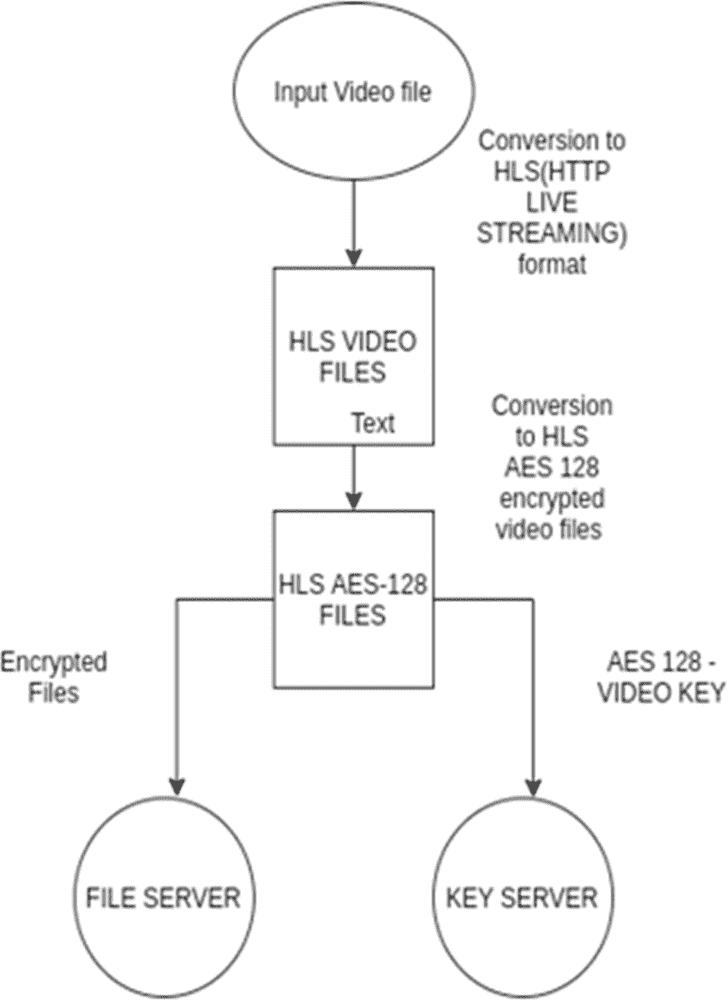 Input Video file
Conversion to
HLS(HTTP
LIVE
STREAMING)
format
HLS VIDEO
FILES
Text
Conversion
to HLS
AES 128
encrypted
video files
HLS AES-128
FILES
Encrypted
Files
AES 128 -
VIDEO KEY
FILE SERVER
KEY SERVER